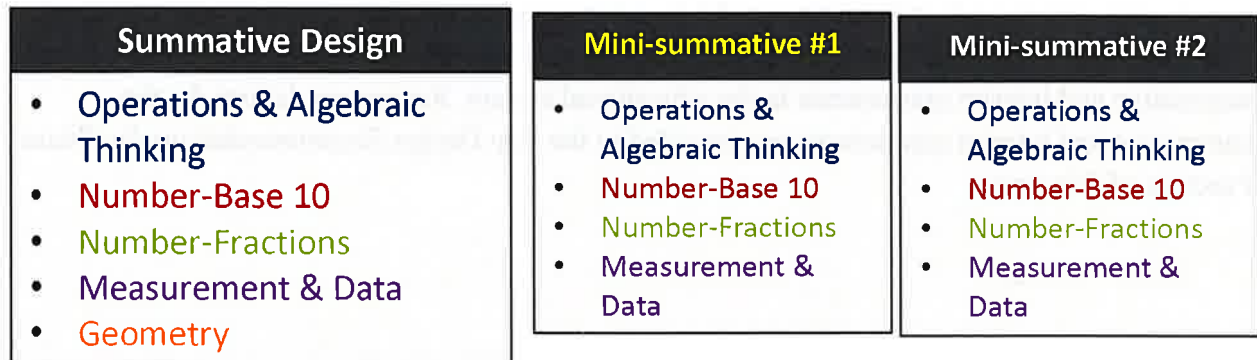 Summative Design
• Operations & Algebraic
Thinking
• Number-Base 10
• Number-Fractions
• Measurement & Data
• Geometry
Mini-summative #1
• Operations &
Algebraic Thinking
• Number-Base 10
• Number-Fractions
• Measurement &
Data
Mini-summative #2
• Operations &
Algebraic Thinking
• Number-Base 10
• Number-Fractions
• Measurement &
Data